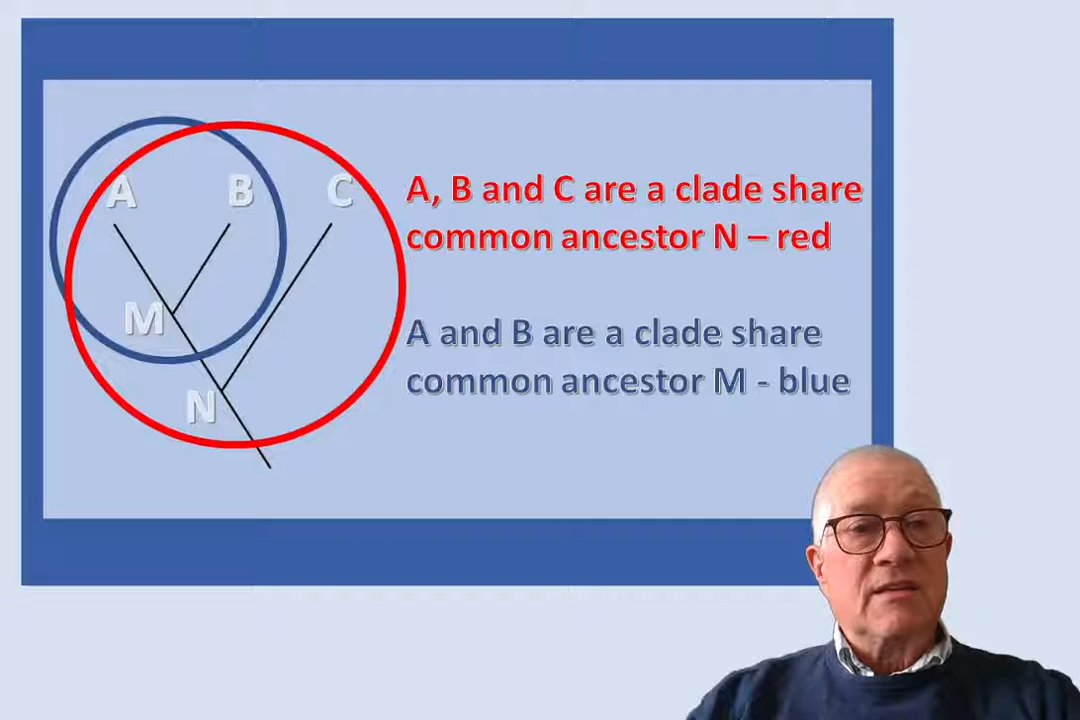 A B C
A, B and C are a clade share
common ancestor N – red
M
A and B are a clade share
common ancestor M - blue
N